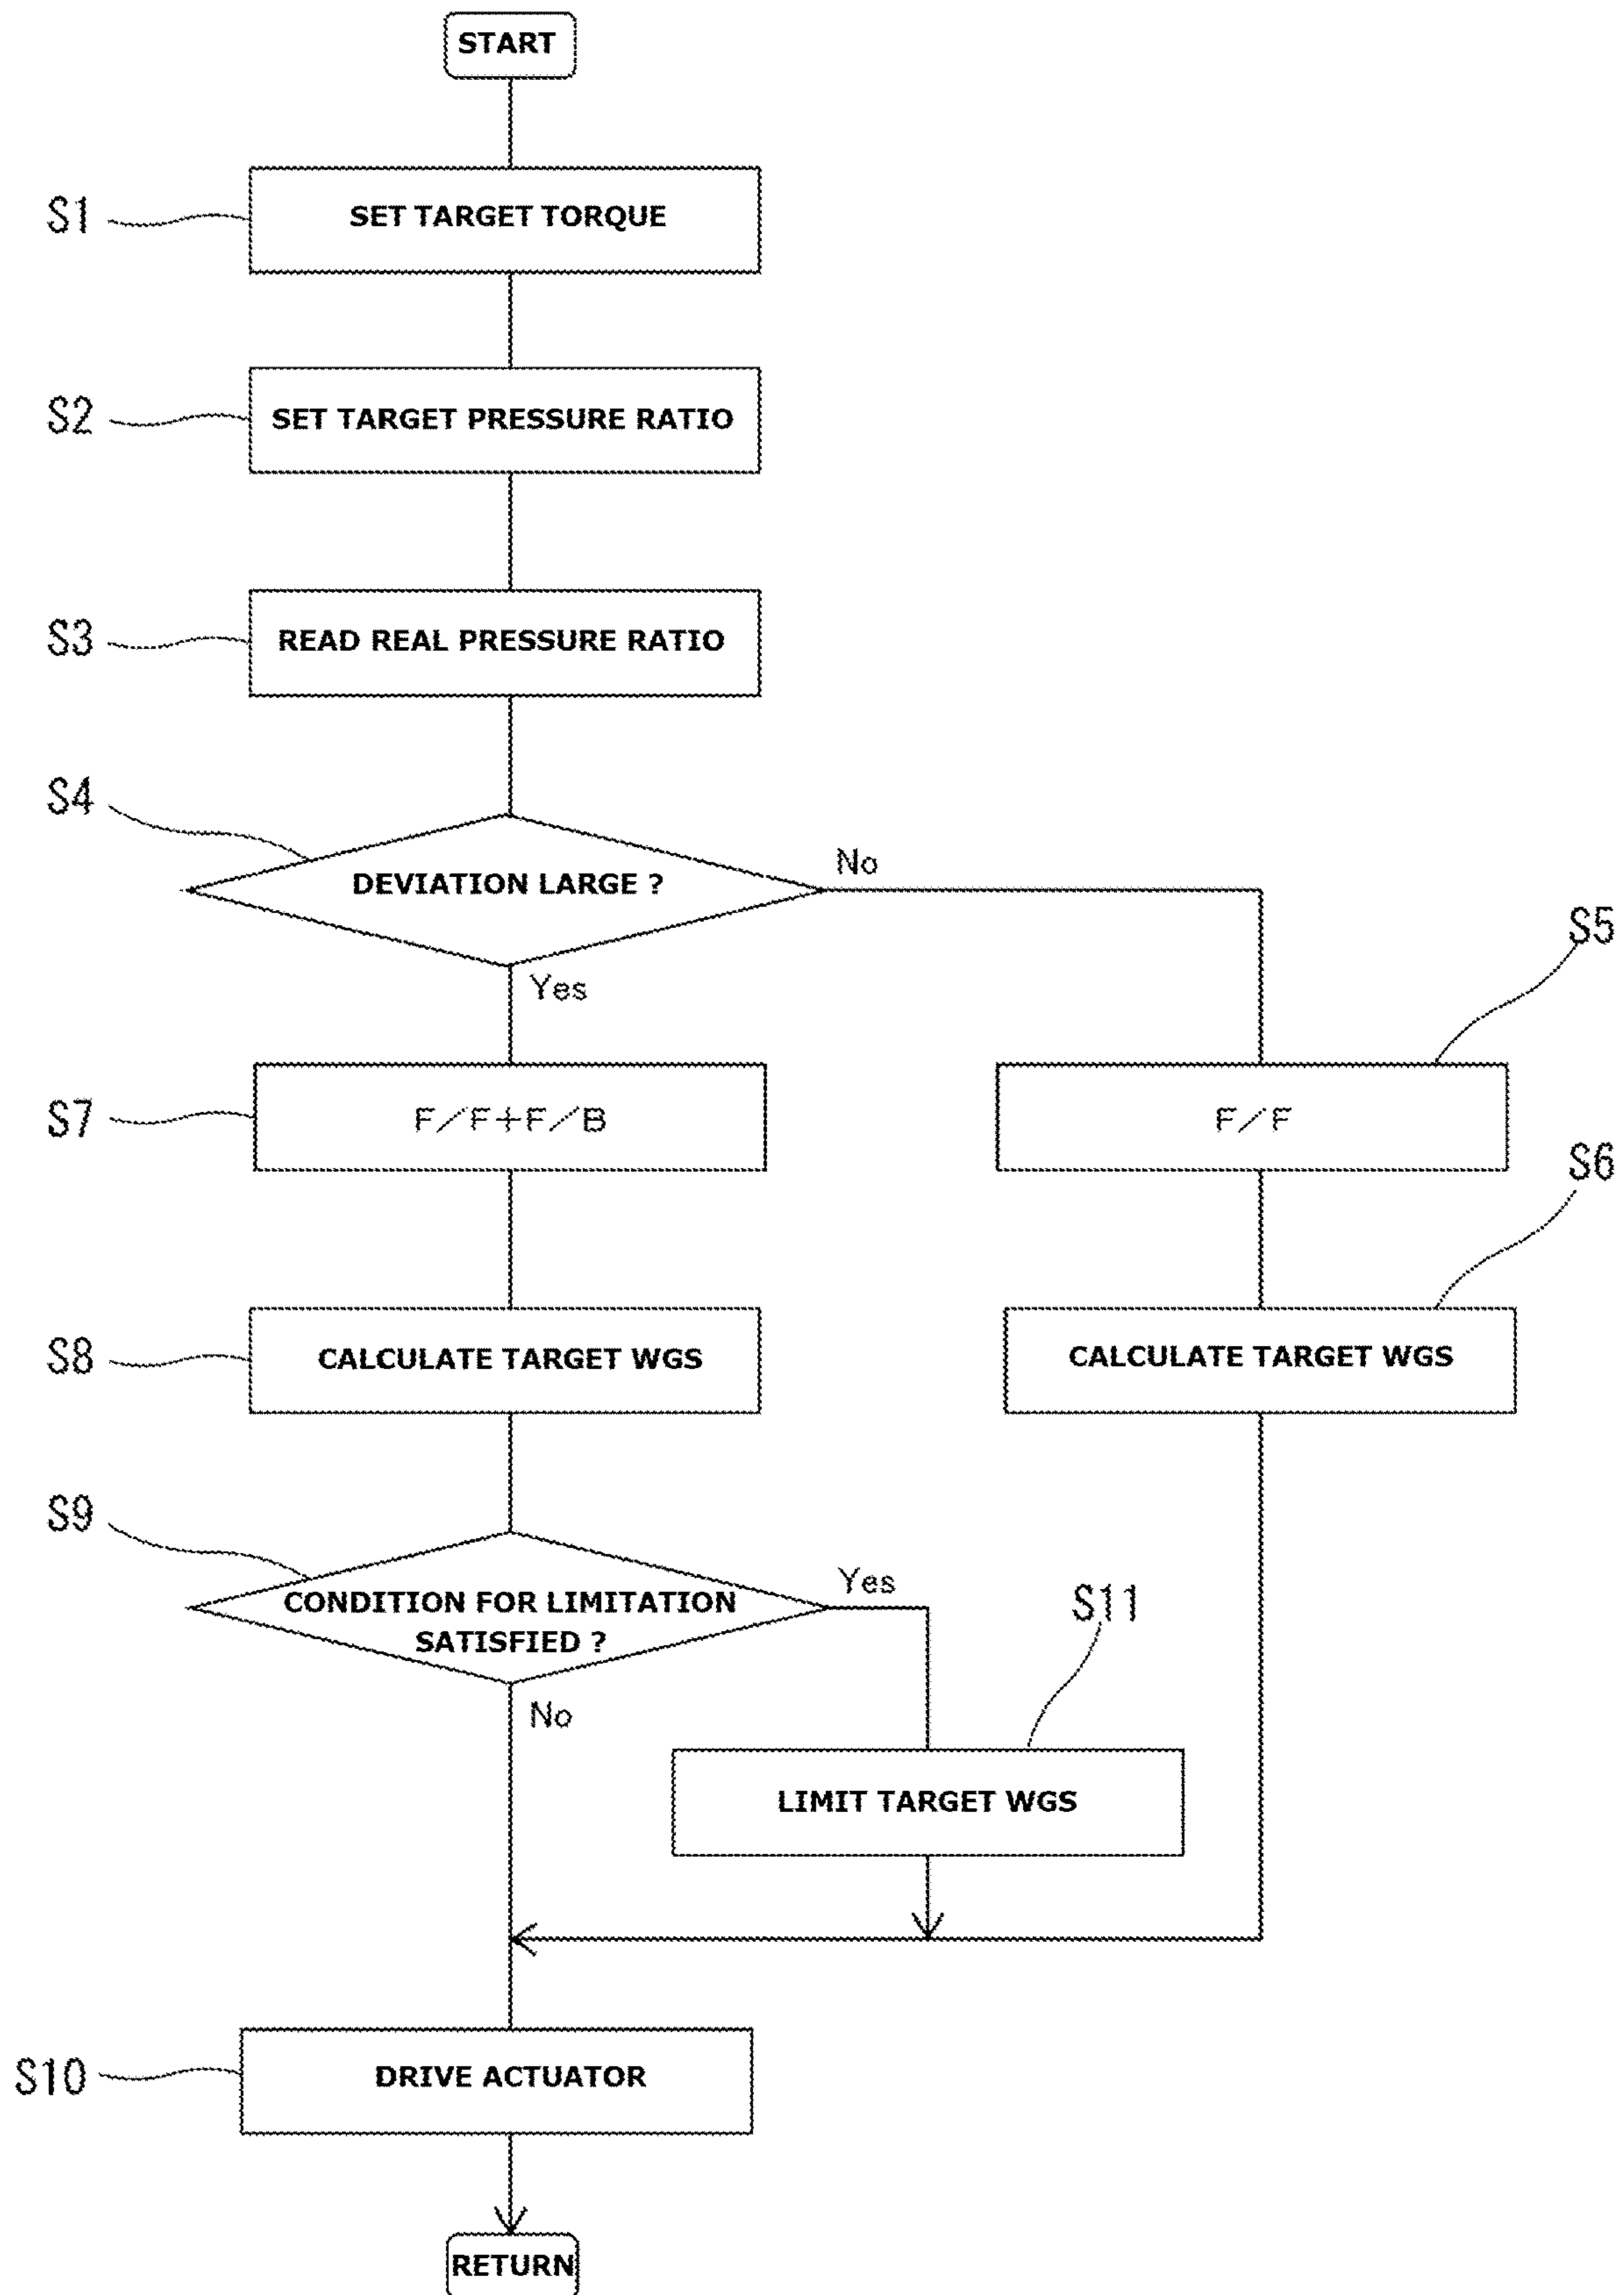 START
S1
SET TARGET TORQUE
S2
SET TARGET PRESSURE RATIO
S3
READ REAL PRESSURE RATIO
S4
DEVIATION LARGE ?
No
Yes
S5
S7
F/F+F/B
F/F
S6
S8
CALCULATE TARGET WGS
CALCULATE TARGET WGS
S9
CONDITION FOR LIMITATION
SATISFIED ?
Yes
No
S11
LIMIT TARGET WGS
S10
DRIVE ACTUATOR
RETURN